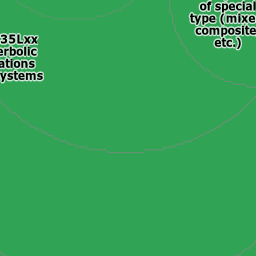 35Lxx
erbolic
ations
ystems
of special
type (mixe
composite
etc.)